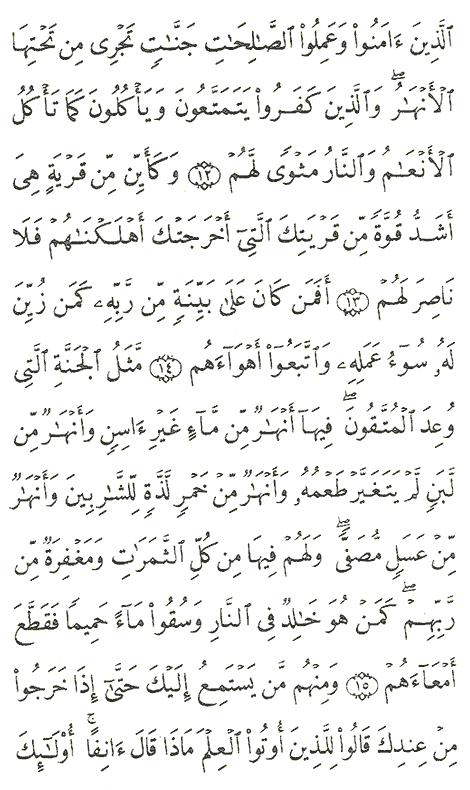 ٱلَّذِينَ ءَامَنُواْ وَعَمِلُواْ ٱلصَّـٰلِحَـٰتِ جَنَّـٰتٍ تَجۡرِى مِن تَحۡتِهَا
ٱلۡأَنۡهَـٰرُۖ وَٱلَّذِينَ كَفَرُواْ يَتَمَتَّعُونَ وَيَأۡكُلُونَ كَمَا تَأۡكُلُ
ٱلۡأَنۡعَـٰمُ وَٱلنَّارُ مَثۡوٗى لَّهُمۡ ١٢ وَكَأَيِّن مِّن قَرۡيَةٍ هِىَ
أَشَدُّ قُوَّةٗ مِّن قَرۡيَتِكَ ٱلَّتِىٓ أَخۡرَجَتۡكَ أَهۡلَكۡنَـٰهُمۡ فَلَا
نَاصِرَ لَهُمۡ ١٣ أَفَمَن كَانَ عَلَىٰ بَيِّنَةٖ مِّن رَّبِّهِۦ كَمَن زُيِّنَ
لَهُۥ سُوٓءُ عَمَلِهِۦ وَٱتَّبَعُوٓاْ أَهۡوَآءَهُم ١٤ مَّثَلُ ٱلۡجَنَّةِ ٱلَّتِى
وُعِدَ ٱلۡمُتَّقُونَۖ فِيهَآ أَنۡهَـٰرٞ مِّن مَّآءٍ غَيۡرِ ءَاسِنٖ وَأَنۡهَـٰرٞ مِّن
لَّبَنٖ لَّمۡ يَتَغَيَّرۡ طَعۡمُهُۥ وَأَنۡهَـٰرٞ مِّنۡ خَمۡرٖ لَّذَّةٖ لِّلشَّـٰرِبِينَ وَأَنۡهَـٰرٞ
مِّنۡ عَسَلٖ مُّصَفّٗىۖ وَلَهُمۡ فِيهَا مِن كُلِّ ٱلثَّمَرَٰتِ وَمَغۡفِرَةٞ مِّن
رَّبِّهِمۡۖ كَمَنۡ هُوَ خَـٰلِدٞ فِى ٱلنَّارِ وَسُقُواْ مَآءً حَمِيمٗا فَقَطَّعَ
أَمۡعَآءَهُمۡ ١٥ وَمِنۡهُم مَّن يَسۡتَمِعُ إِلَيۡكَ حَتَّىٰٓ إِذَا خَرَجُواْ
مِنۡ عِندِكَ قَالُواْ لِلَّذِينَ أُوتُواْ ٱلۡعِلۡمَ مَاذَا قَالَ ءَانِفًاۚ أُوْلَـٰٓئِكَ